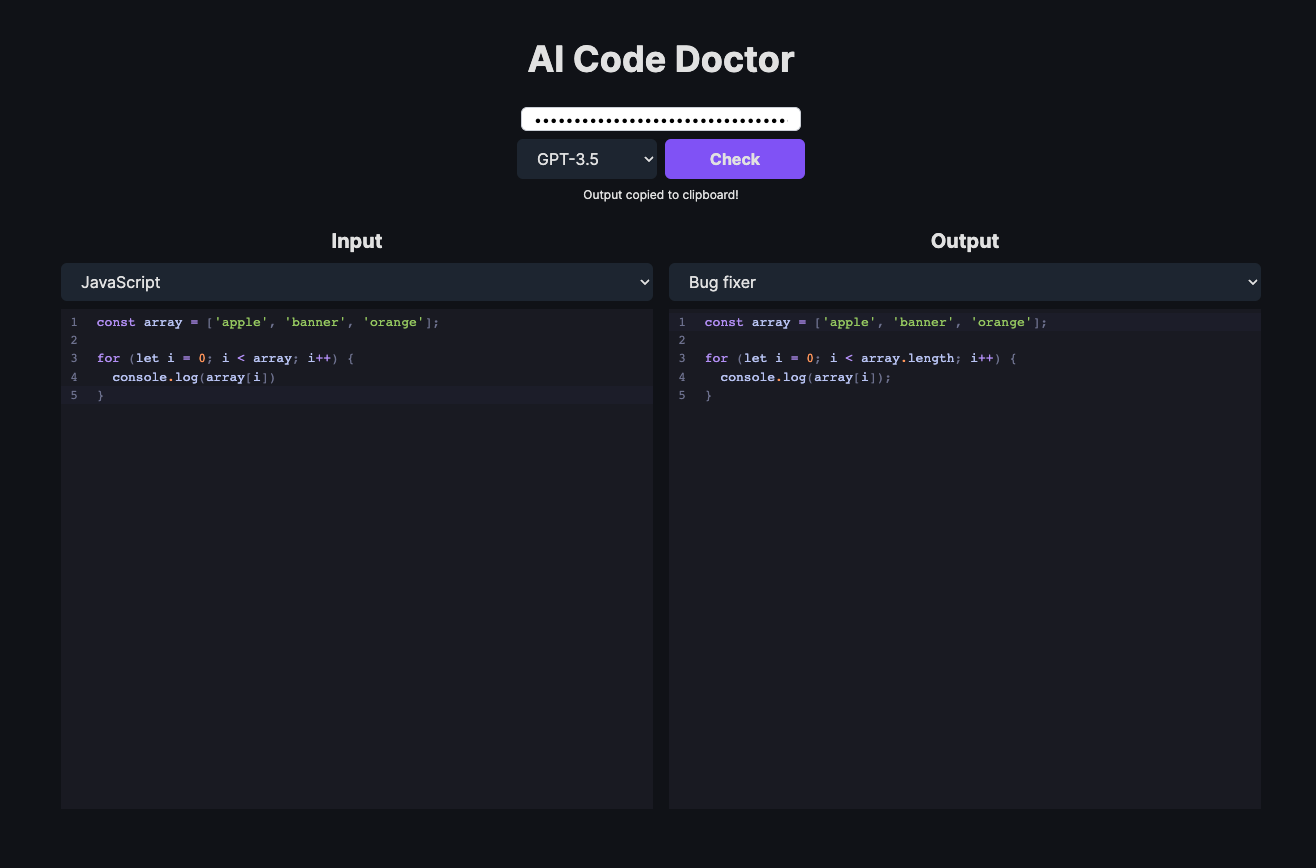 AI Code Doctor
••••••••••••••••••••••••••••••••
GPT-3.5
Check
Output copied to clipboard!
Input
JavaScript
1 const array = ['apple', 'banner', 'orange'];
2
3 for (let i = 0; i < array; i++) {
4   console.log(array[i])
5 }
Output
Bug fixer
1 const array = ['apple', 'banner', 'orange'];
2
3 for (let i = 0; i < array.length; i++) {
4   console.log(array[i]);
5 }